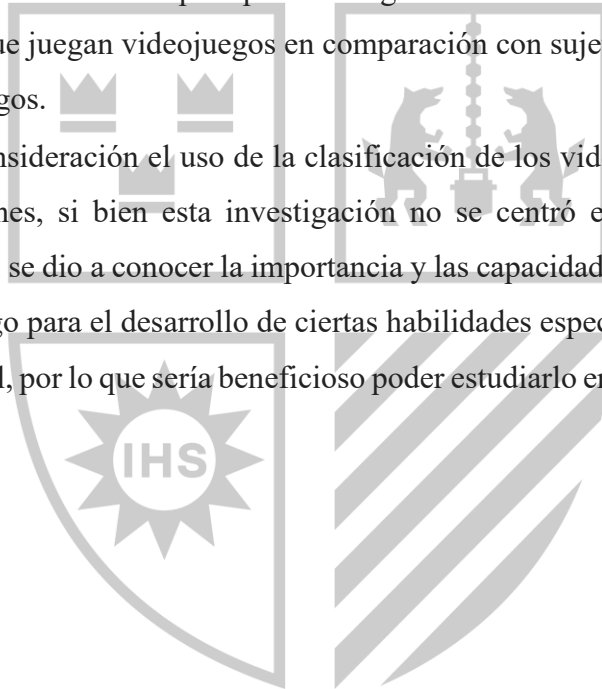 ue juegan videojuegos en comparación con suje
gos.
nsideración el uso de la clasificación de los vid
nes, si bien esta investigación no se centró e
se dio a conocer la importancia y las capacidad
go para el desarrollo de ciertas habilidades espec
l, por lo que sería beneficioso poder estudiarlo en
IHS